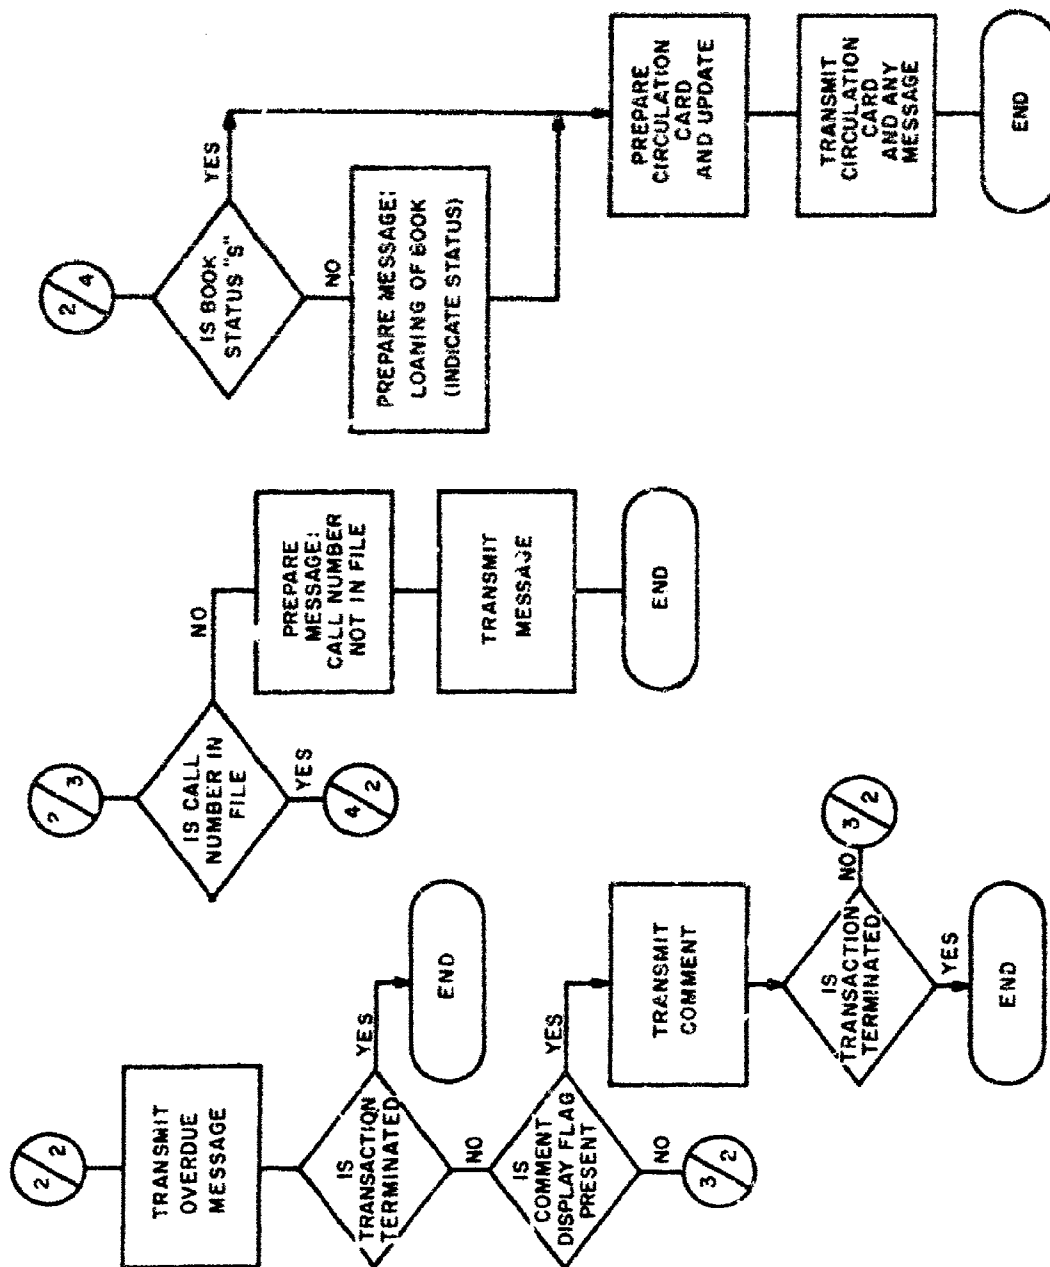 2/2
TRANSMIT
OVERDUE
MESSAGE
IS
TRANSACTION
TERMINATED
YES
END
NO
IS
COMMENT
DISPLAY FLAG
PRESENT
YES
NO
3/2
TRANSMIT
COMMENT
IS
TRANSACTION
TERMINATED
NO
3/2
YES
END
2/3
IS CALL
NUMBER IN
FILE
NO
YES
4/2
PREPARE
MESSAGE:
CALL NUMBER
NOT IN FILE
TRANSMIT
MESSAGE
END
2/4
IS BOOK
STATUS "S"
YES
NO
PREPARE MESSAGE:
LOANING OF BOOK
(INDICATE STATUS)
PREPARE
CIRCULATION
CARD
AND UPDATE
TRANSMIT
CIRCULATION
CARD
AND ANY
MESSAGE
END